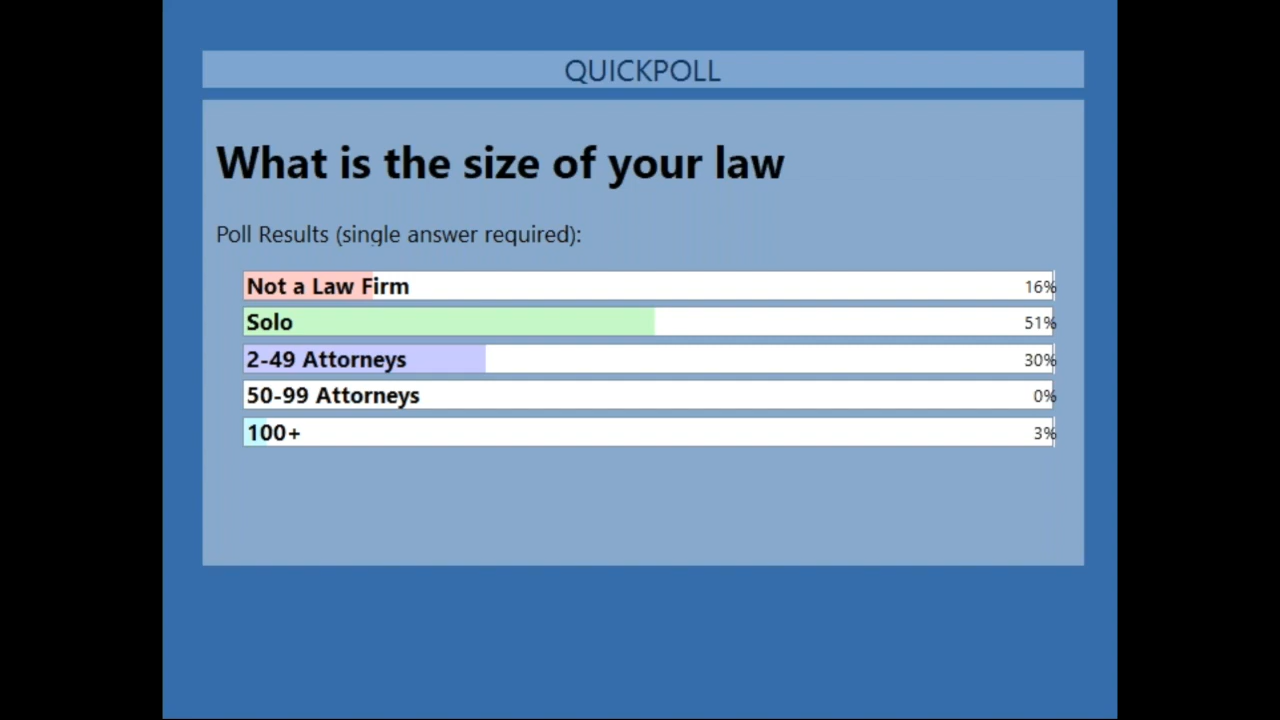 QUICKPOLL
What is the size of your law
Poll Results (single answer required):
Not a Law Firm 16%
Solo 51%
2-49 Attorneys 30%
50-99 Attorneys 0%
100+ 3%